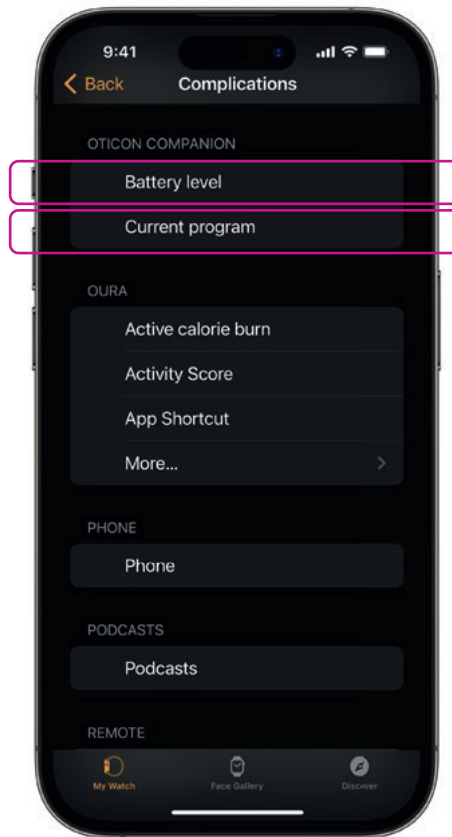 9:41
Back
Complications
OTICON COMPANION
Battery level
Current program
OURA
Active calorie burn
Activity Score
App Shortcut
More...
PHONE
Phone
PODCASTS
Podcasts
REMOTE
My Watch
Face Gallery
Discover